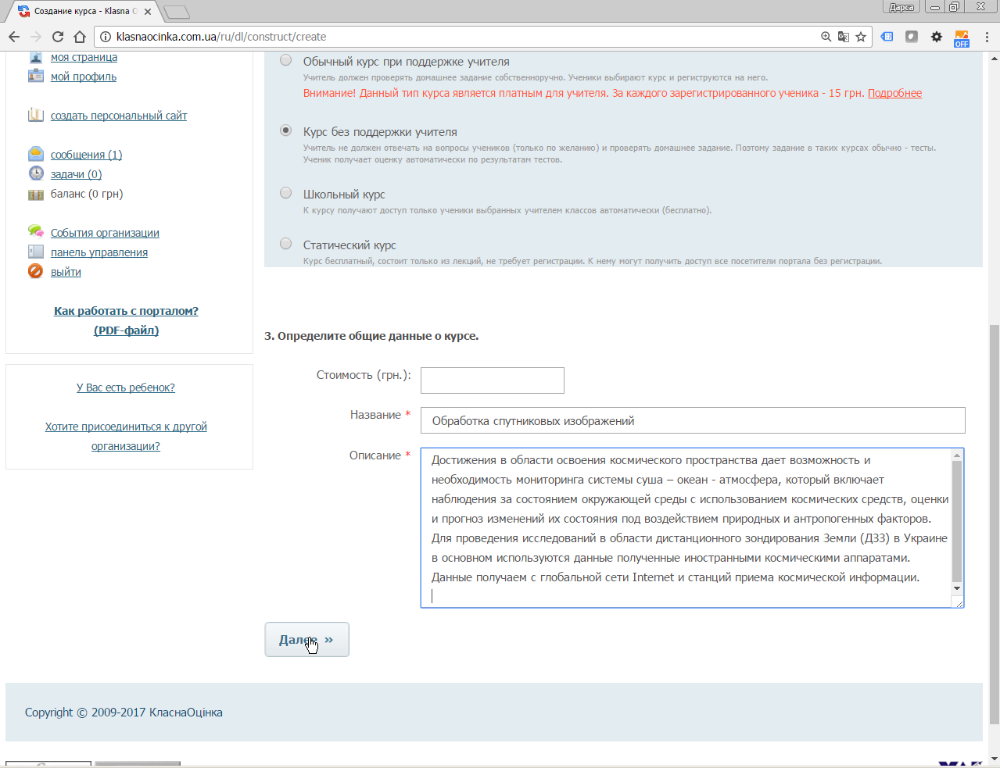 Создание курса - Klasna O
Дарса
klasnaocinka.com.ua/ru/dl/construct/create
OFF
моя страница
мой профиль
создать персональный сайт
сообщения (1)
задачи (0)
баланс (0 грн)
События организации
панель управления
выйти
Как работать с порталом?
(PDF-файл)
У Вас есть ребенок?
Хотите присоединиться к другой
организации?
Обычный курс при поддержке учителя
Учитель должен проверять домашнее задание собственноручно. Ученики выбирают курс и региструются на него.
Внимание! Данный тип курса является платным для учителя. За каждого зарегистрированного ученика - 15 грн. Подробнее
Курс без поддержки учителя
Учитель не должен отвечать на вопросы учеников (только по желанию) и проверять домашнее задание. Поэтому задание в таких курсах обычно - тесты.
Ученик получает оценку автоматически по результатам тестов.
Школьный курс
К курсу получают доступ только ученики выбранных учителем классов автоматически (бесплатно).
Статический курс
Курс бесплатный, состоит только из лекций, не требует регистрации. К нему могут получить доступ все посетители портала без регистрации.
3. Определите общие данные о курсе.
Стоимость (грн.):
Название *
Обработка спутниковых изображений
Описание *
Достижения в области освоения космического пространства дает возможность и
необходимость мониторинга системы суша – океан - атмосфера, который включает
наблюдения за состоянием окружающей среды с использованием космических средств, оценки
и прогноз изменений их состояния под воздействием природных и антропогенных факторов.
Для проведения исследований в области дистанционного зондирования Земли (ДЗЗ) в Украине
в основном используются данные полученные иностранными космическими аппаратами.
Данные получаем с глобальной сети Internet и станций приема космической информации.
Далее »
Copyright © 2009-2017 КласнаОцінка